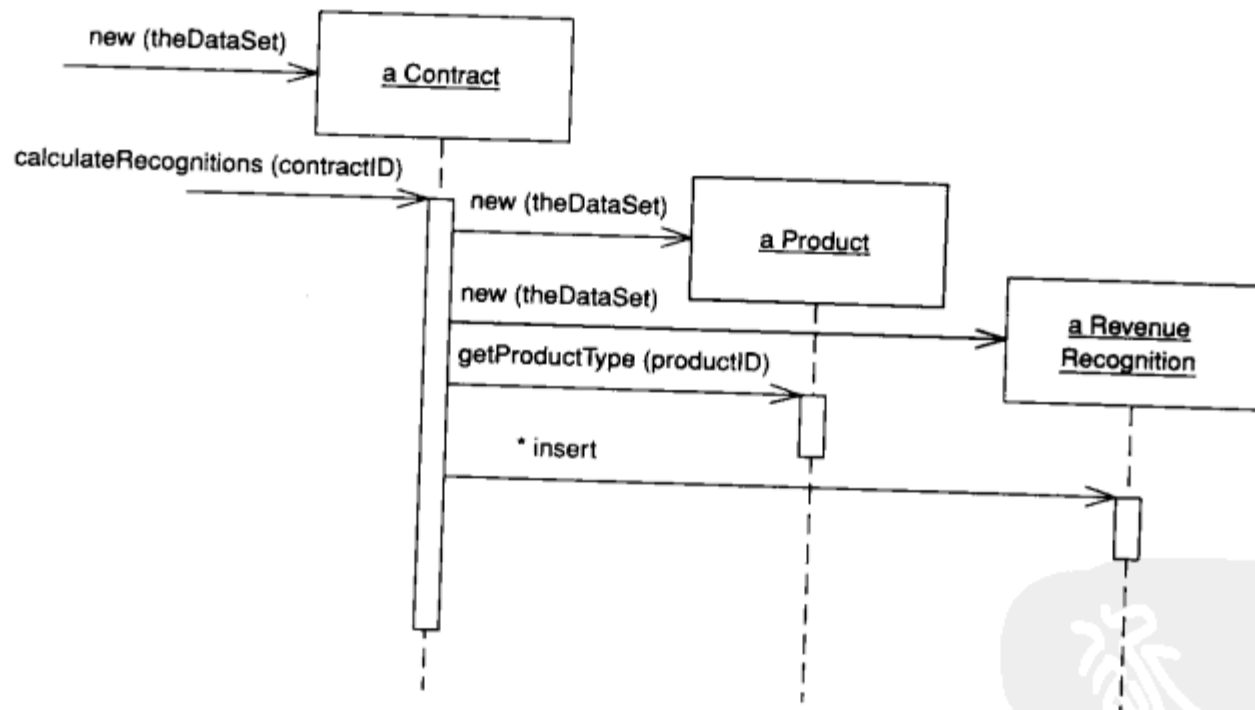 new (theDataSet)
a Contract
calculateRecognitions (contractID)
new (theDataSet)
a Product
new (theDataSet)
a Revenue
Recognition
getProductType (productID)
* insert